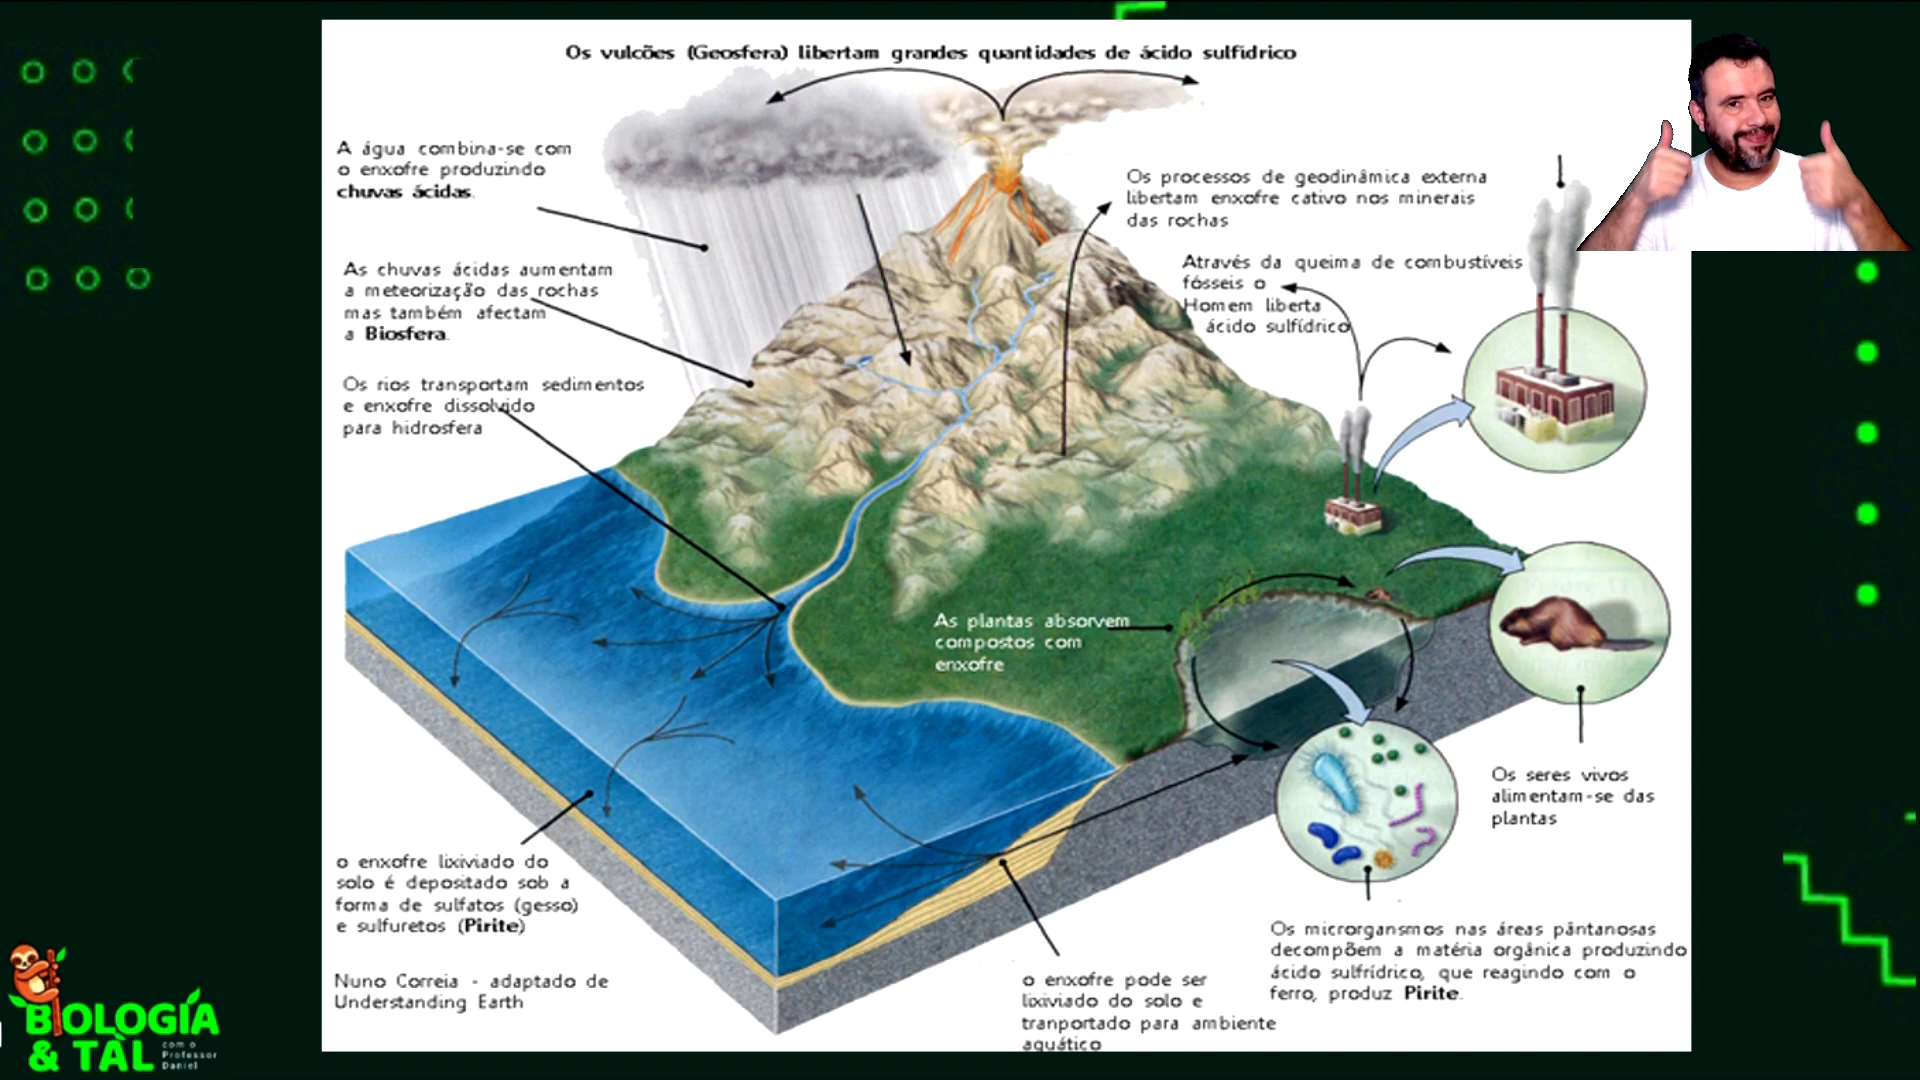 Os vulcões (Geosfera) libertam grandes quantidades de ácido sulfídrico
A água combina-se com
o enxofre produzindo
chuvas ácidas.
As chuvas ácidas aumentam
a meteorização das rochas
mas também afectam
a Biosfera.
Os rios transportam sedimentos
e enxofre dissolvido
para hidrosfera
Os processos de geodinâmica externa
libertam enxofre cativo nos minerais
das rochas
Através da queima de combustíveis
fósseis o
Homem liberta
ácido sulfídrico
As plantas absorvem
compostos com
enxofre
Os seres vivos
alimentam-se das
plantas
o enxofre lixiviado do
solo é depositado sob a
forma de sulfatos (gesso)
e sulfuretos (Pirite)
Nuno Correia - adaptado de
Understanding Earth
o enxofre pode ser
lixiviado do solo e
tranportado para ambiente
aquático
Os microrgansmos nas áreas pântanosas
decompõem a matéria orgânica produzindo
ácido sulfrídrico, que reagindo com o
ferro, produz Pirite.
BIOLOGÍA
& TÀL
com o
Professor
Daniel